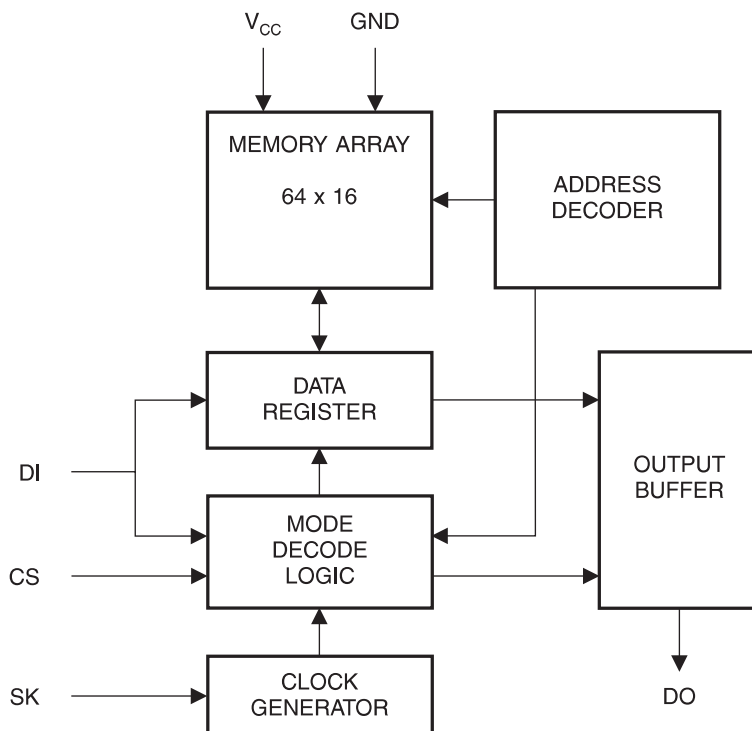 V_CC GND
MEMORY ARRAY
64 x 16
ADDRESS
DECODER
DATA
REGISTER
DI
OUTPUT
BUFFER
MODE
DECODE
LOGIC
CS
SK
CLOCK
GENERATOR
DO